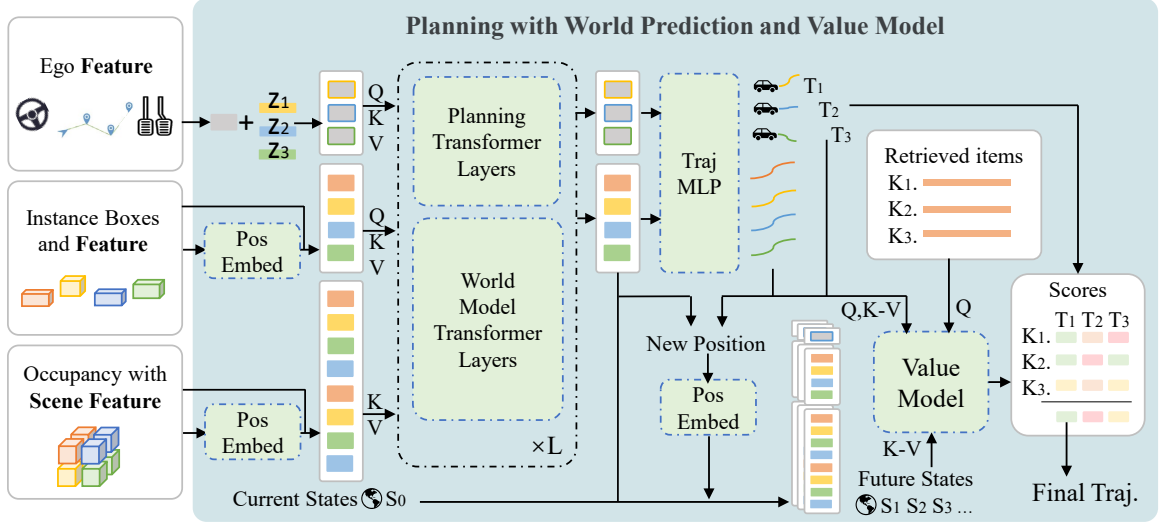 Planning with World Prediction and Value Model
Ego Feature
+
Z1
Z2
Z3
Q
K
V
Planning
Transformer
Layers
Traj
MLP
T1
T2
T3
Retrieved items
K1.
K2.
K3.
Instance Boxes
and Feature
Pos
Embed
Q
K
V
World
Model
Transformer
Layers
Q,K-V
Q
Scores
T1 T2 T3
K1.
K2.
K3.
New Position
Value
Model
Occupancy with
Scene Feature
Pos
Embed
K
V
×L
Pos
Embed
K-V
Future States
S1 S2 S3 ...
Current States S0
Final Traj.